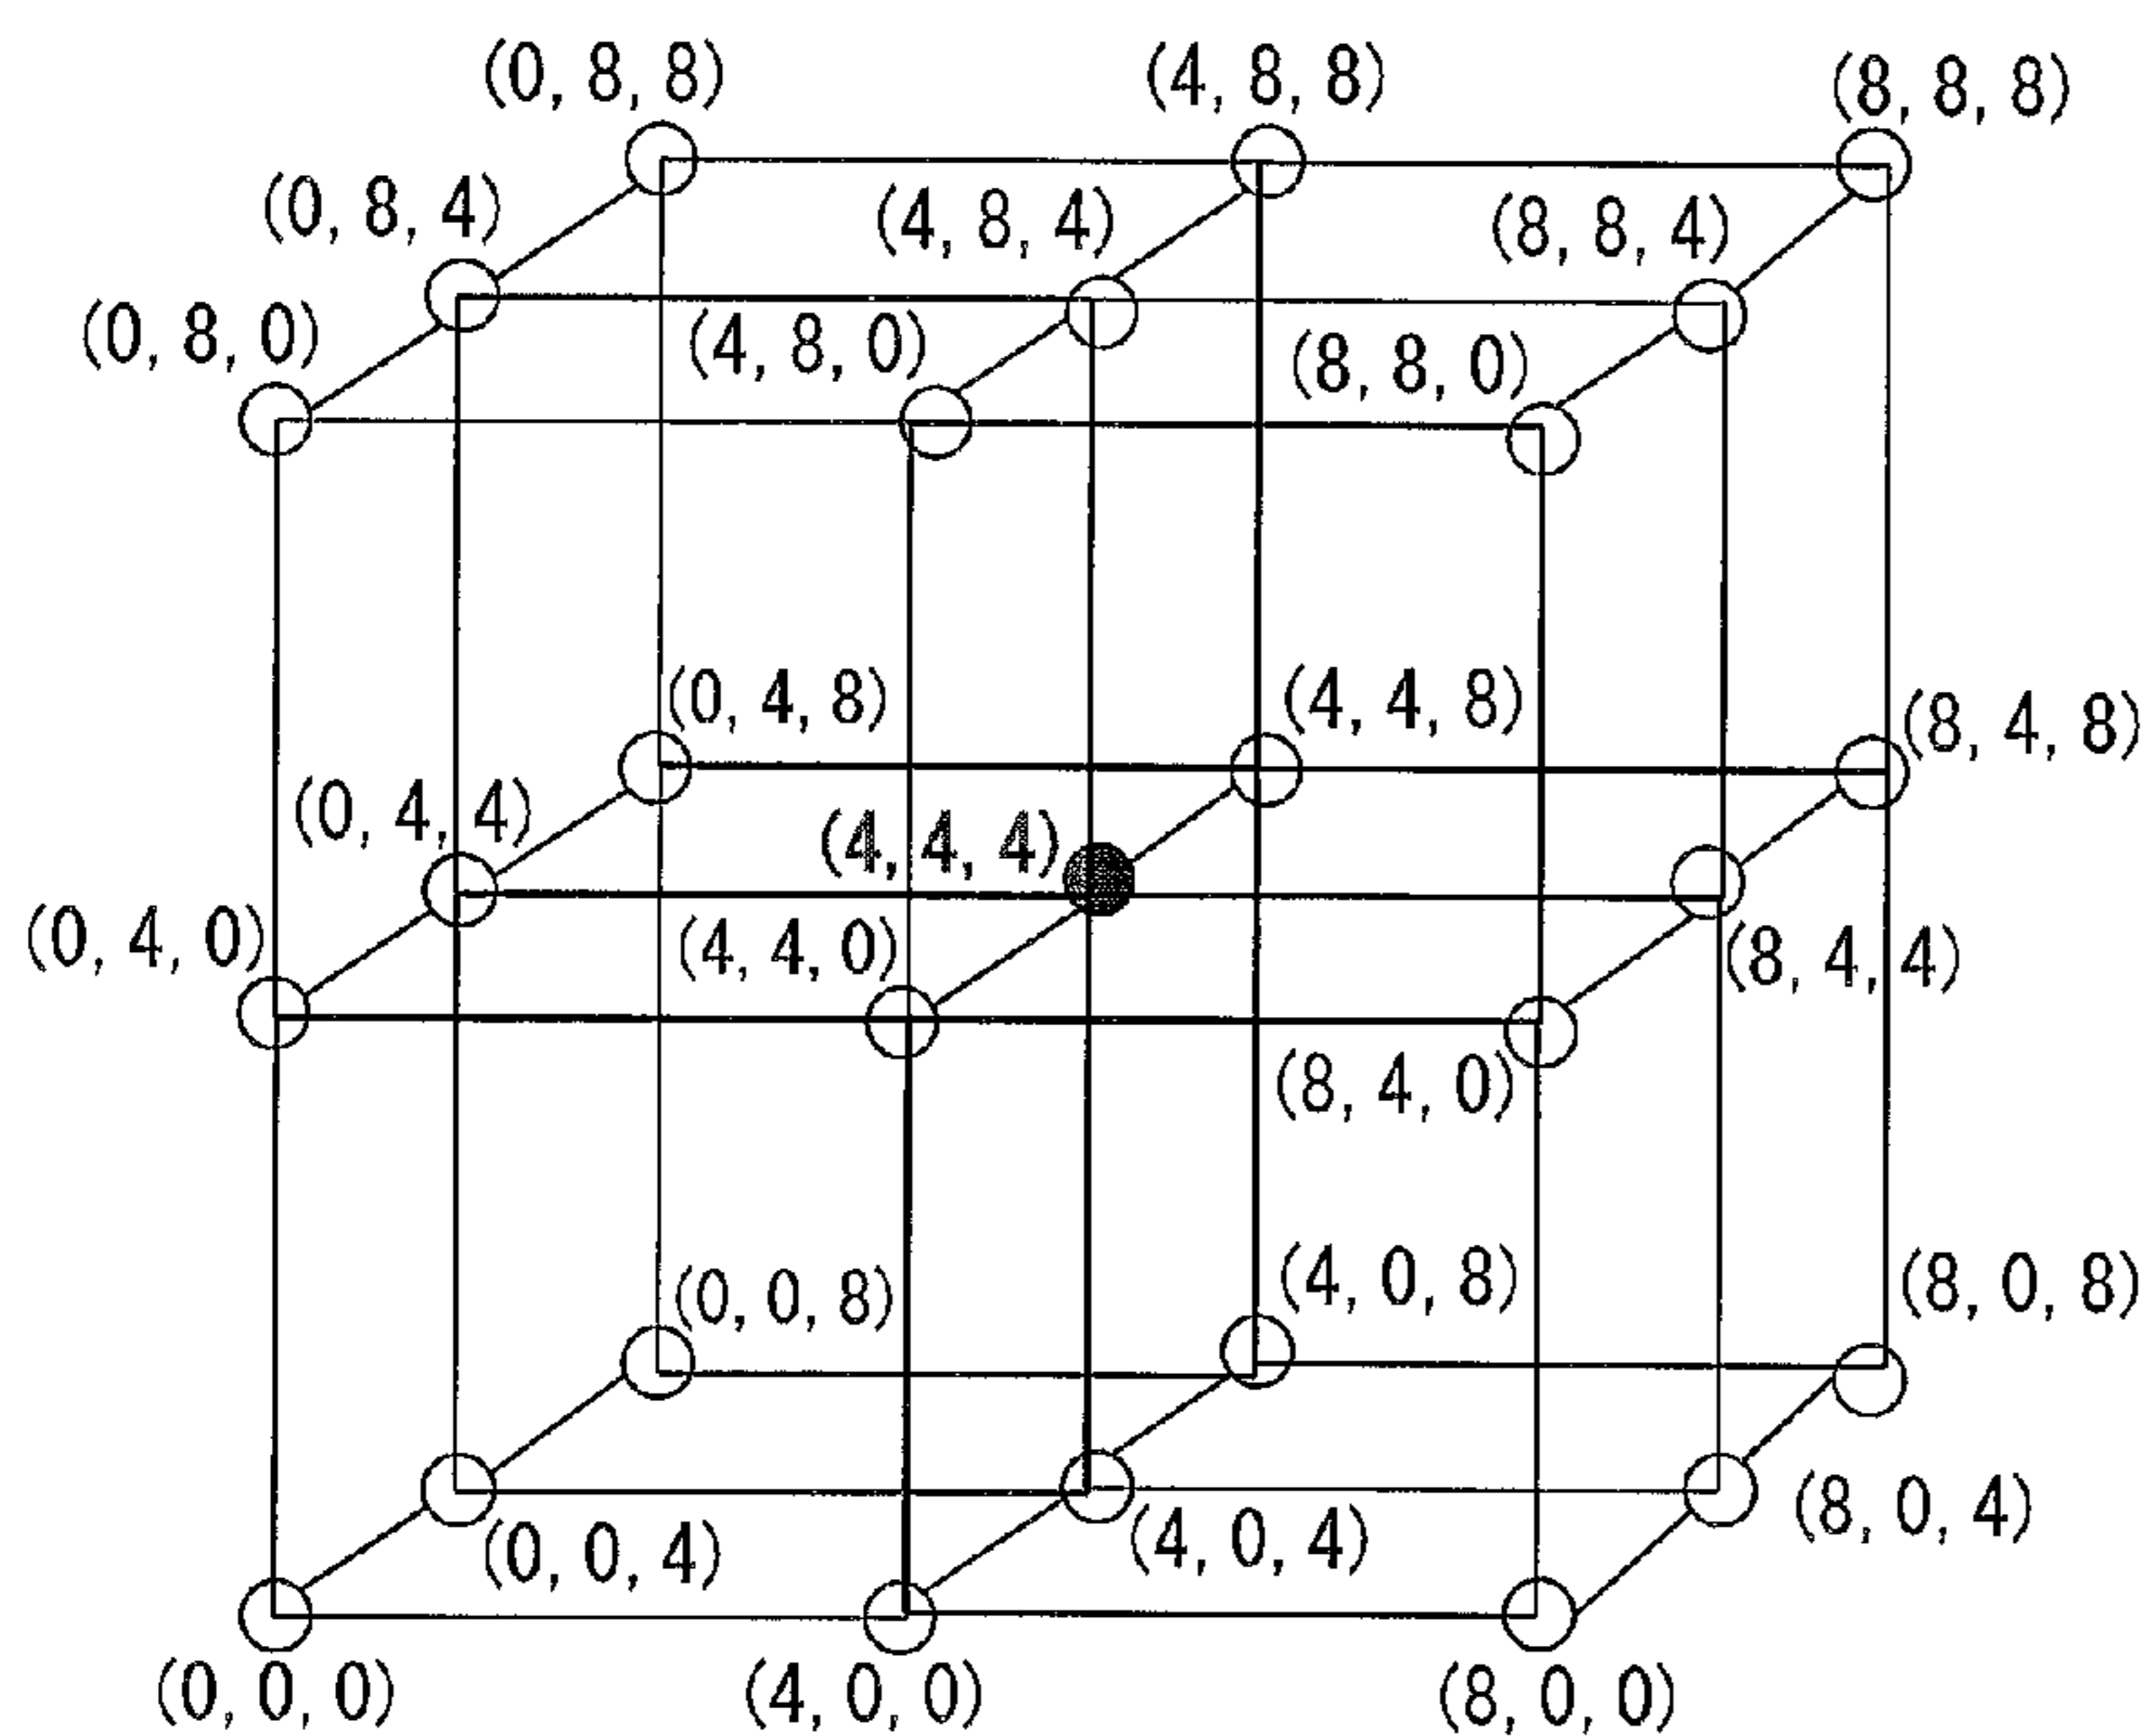 (0, 8, 8) (4, 8, 8) (8, 8, 8)
(0, 8, 4) (4, 8, 4) (8, 8, 4)
(0, 8, 0) (4, 8, 0) (8, 8, 0)
(0, 4, 8) (4, 4, 8) (8, 4, 8)
(0, 4, 4) (4, 4, 4)
(0, 4, 0) (4, 4, 0) (8, 4, 4)
(8, 4, 0)
(0, 0, 8) (4, 0, 8) (8, 0, 8)
(0, 0, 4) (4, 0, 4) (8, 0, 4)
(0, 0, 0) (4, 0, 0) (8, 0, 0)